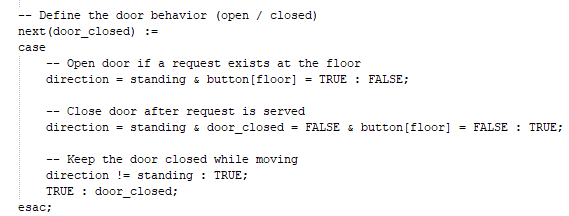 -- Define the door behavior (open / closed)
next(door_closed) :=
case
-- Open door if a request exists at the floor
direction = standing & button[floor] = TRUE : FALSE;
-- Close door after request is served
direction = standing & door_closed = FALSE & button[floor] = FALSE : TRUE;
-- Keep the door closed while moving
direction != standing : TRUE;
TRUE : door_closed;
esac;